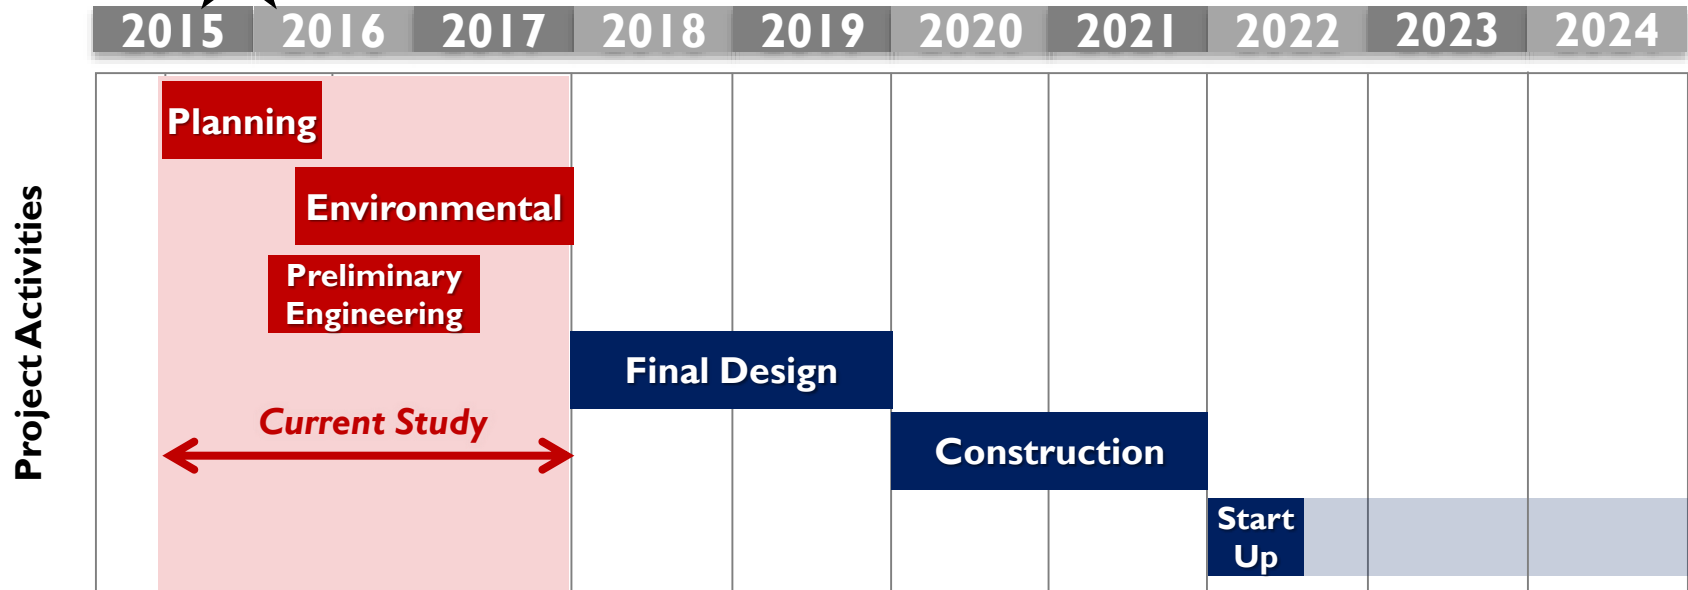 2015 2016 2017 2018 2019 2020 2021 2022 2023 2024
Project Activities
Planning
Environmental
Preliminary
Engineering
Final Design
Current Study
Construction
Start
Up